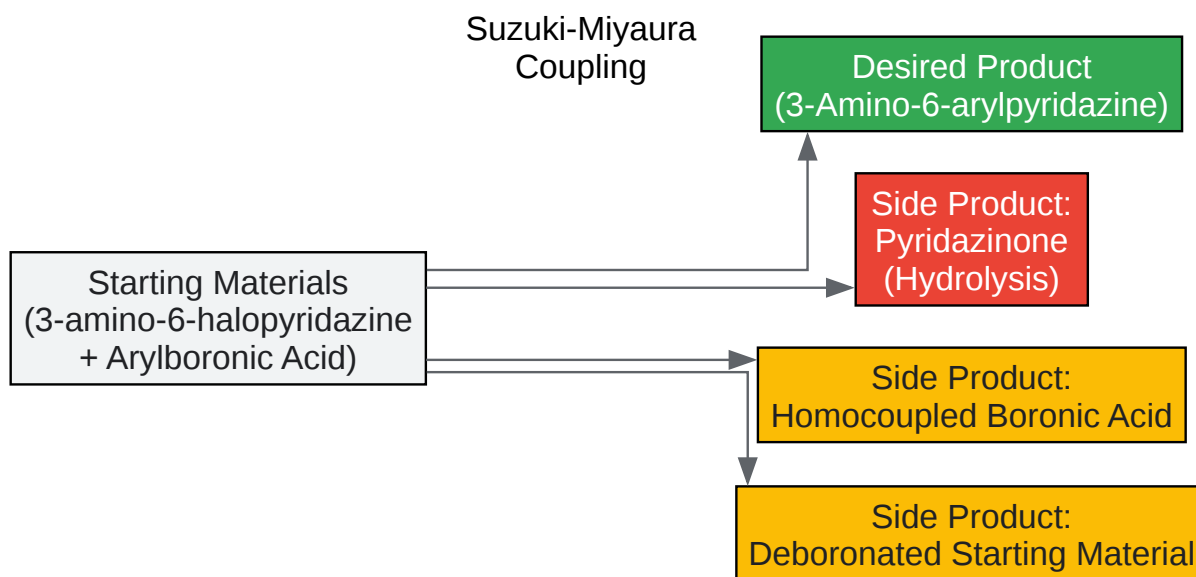 Suzuki-Miyaura
Coupling
Desired Product
(3-Amino-6-arylpyridazine)
Side Product:
Pyridazinone
(Hydrolysis)
Starting Materials
(3-amino-6-halopyridazine
+ Arylboronic Acid)
Side Product:
Homocoupled Boronic Acid
Side Product:
Deboronated Starting Material